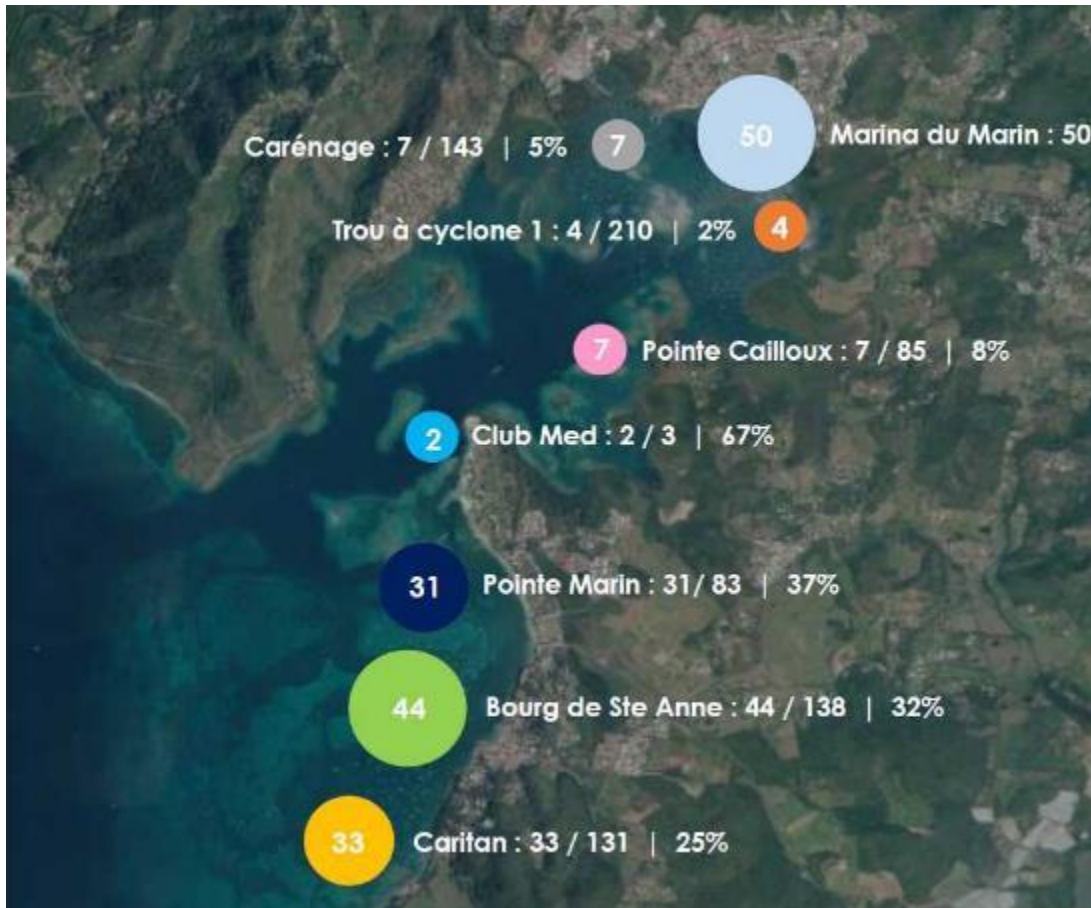 50 Marina du Marin : 50
Carénage : 7 / 143 | 5% 7
Trou à cyclone 1 : 4 / 210 | 2% 4
7 Pointe Cailloux : 7 / 85 | 8%
2 Club Med : 2 / 3 | 67%
31 Pointe Marin : 31/ 83 | 37%
44 Bourg de Ste Anne : 44 / 138 | 32%
33 Caritan : 33 / 131 | 25%